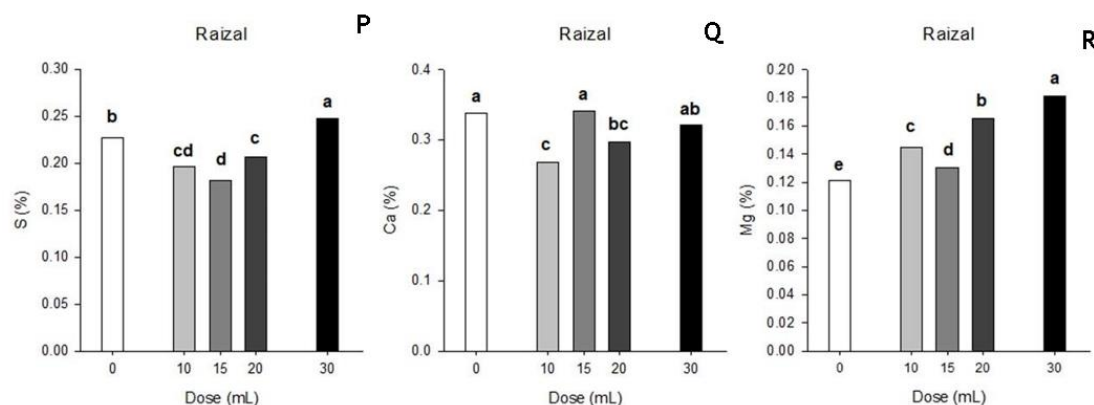 P
Raizal
0.30
0.25
0.20
0.15
0.10
0.05
0.00
S (%)
b
cd
d
c
a
0
10
15
20
30
Dose (mL)
Q
Raizal
0.4
0.3
0.2
0.1
0.0
Ca (%)
a
c
a
bc
ab
0
10
15
20
30
Dose (mL)
R
Raizal
0.20
0.18
0.16
0.14
0.12
0.10
0.08
0.06
0.04
0.02
0.00
Mg (%)
e
c
d
b
a
0
10
15
20
30
Dose (mL)